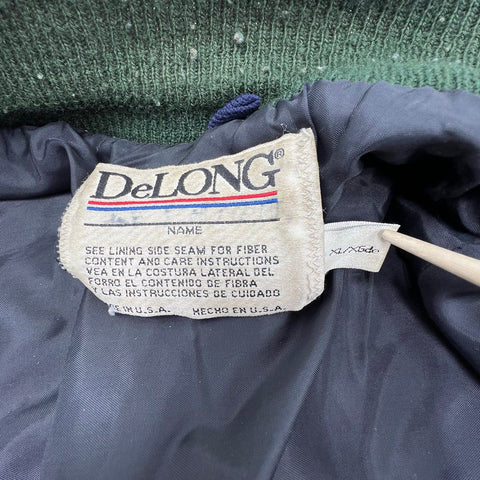 DeLONG®
NAME
SEE LINING SIDE SEAM FOR FIBER
CONTENT AND CARE INSTRUCTIONS
VEA EN LA COSTURA LATERAL DEL
FORRO EL CONTENIDO DE FIBRA
Y LAS INSTRUCCIONES DE CUIDADO
IN U.S.A. HECHO EN U.S.A.
XL/XGde.